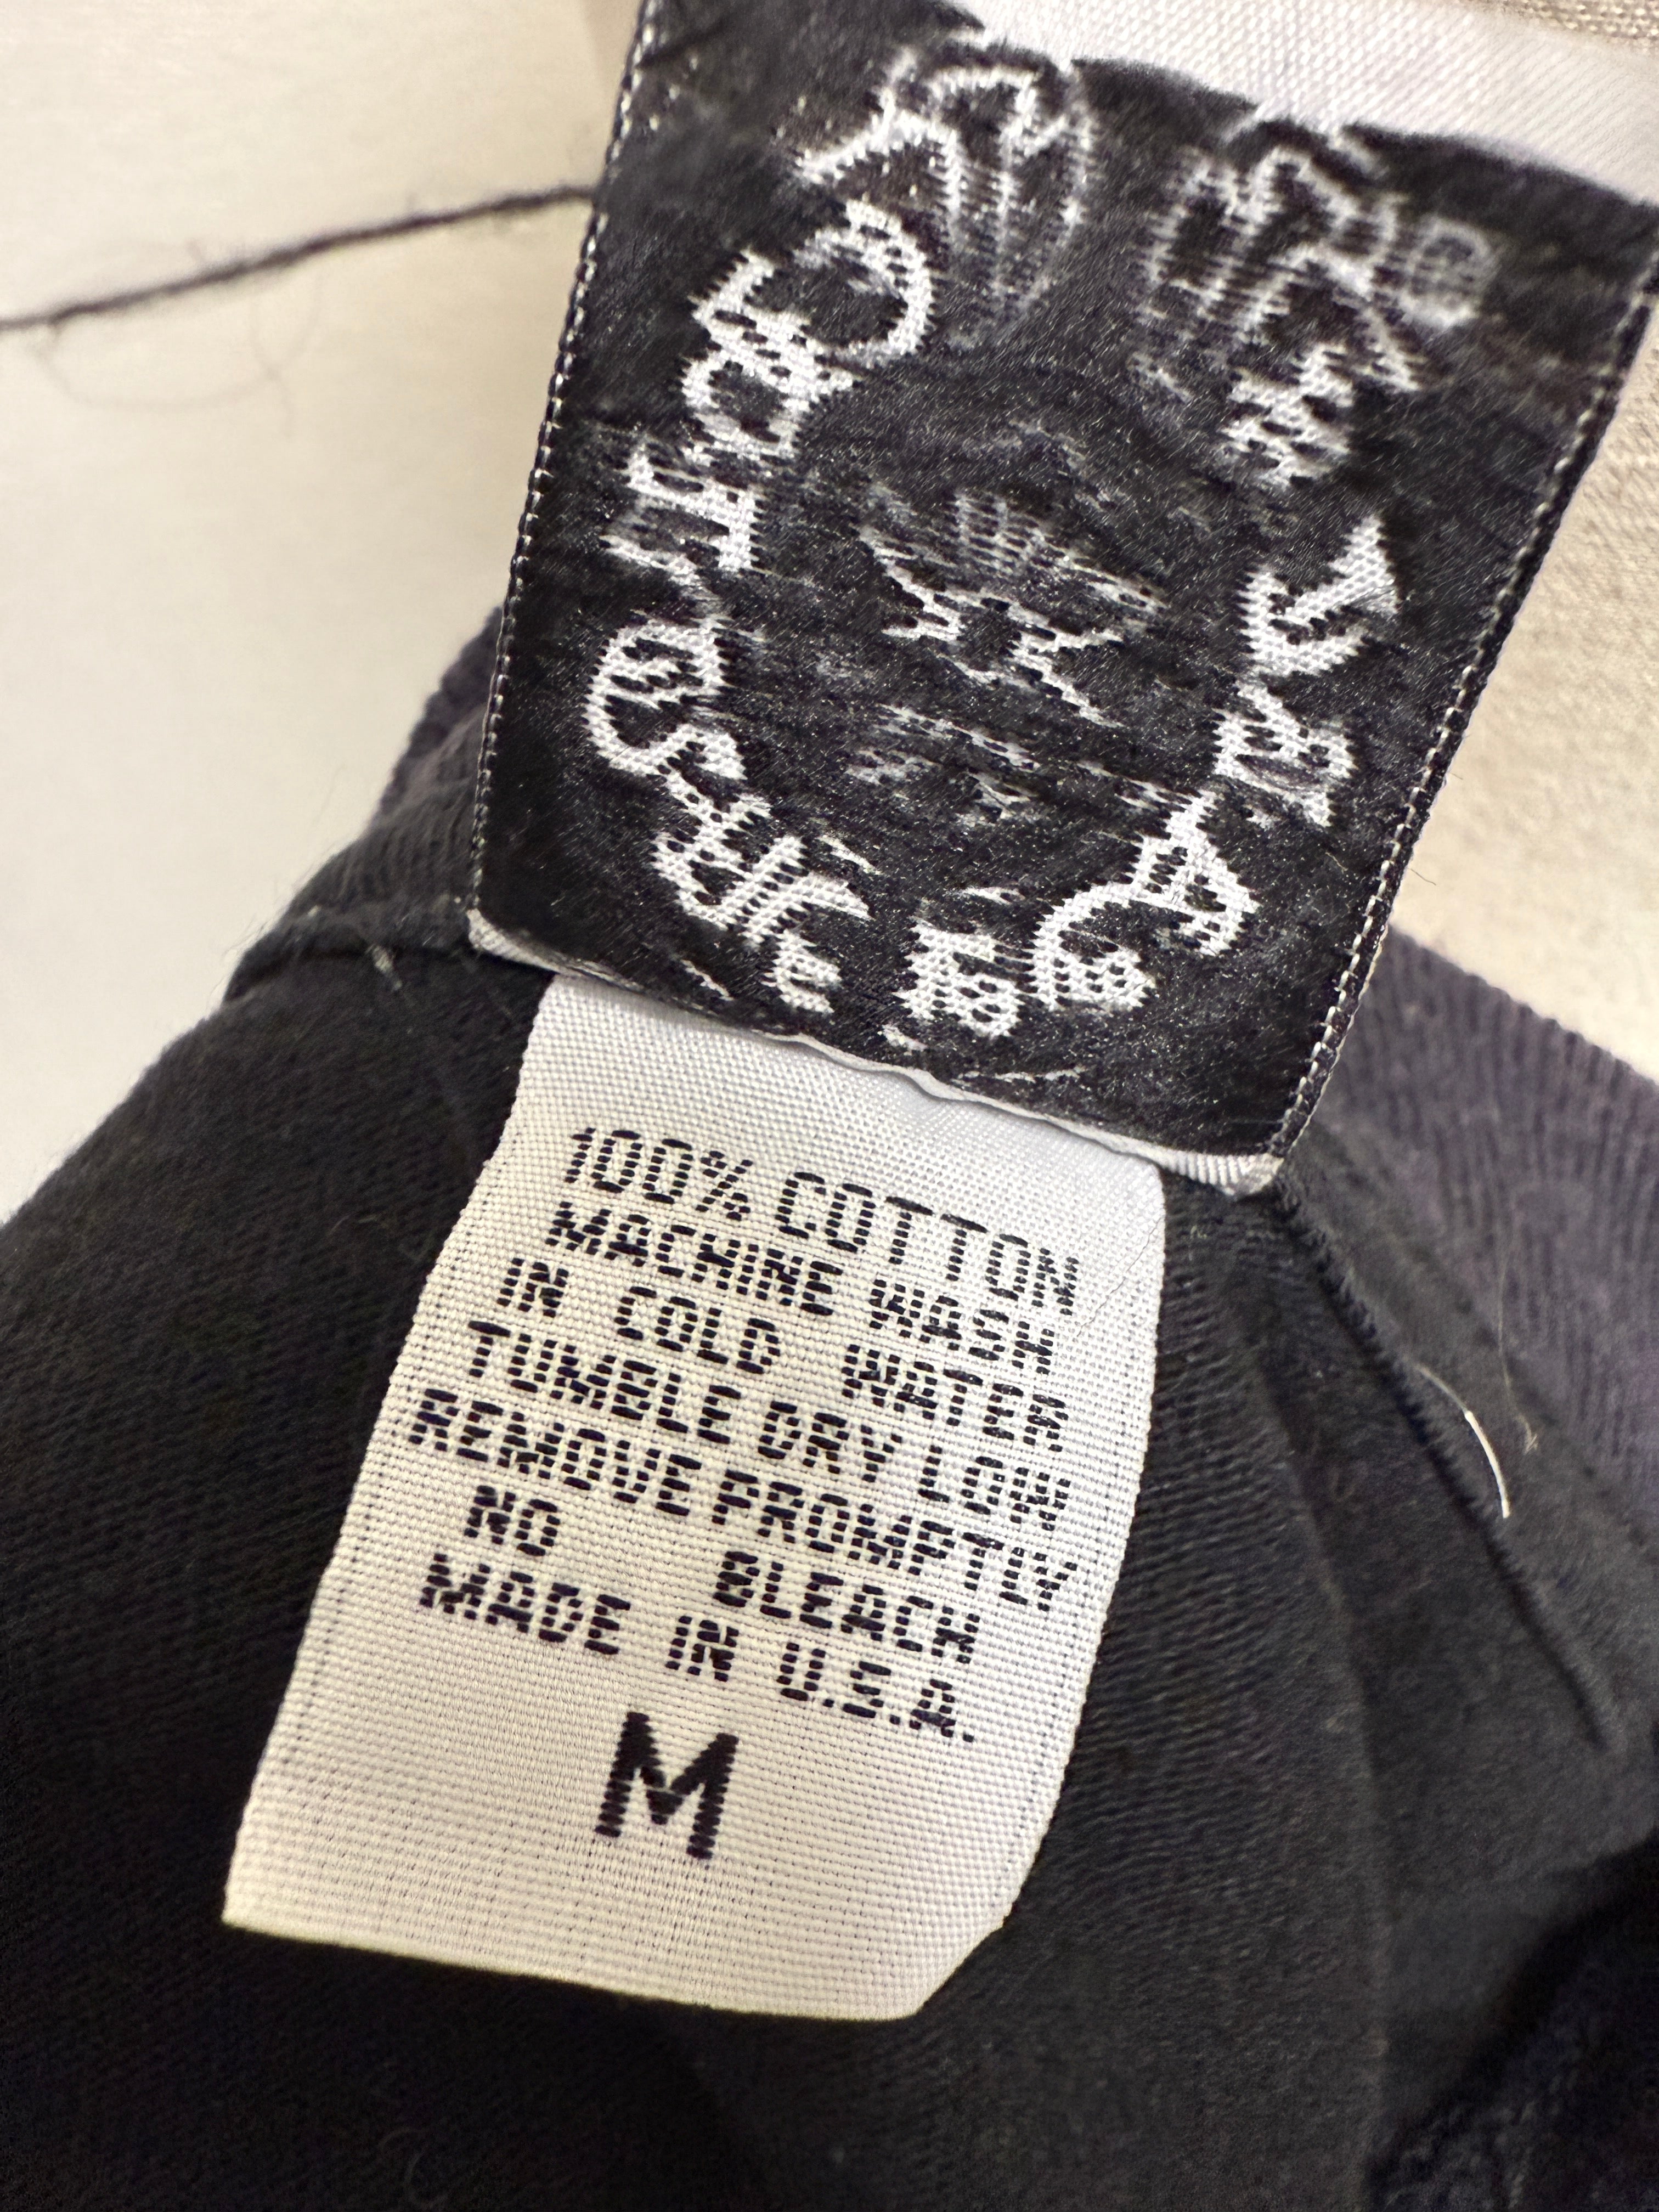 100% COTTON
MACHINE WASH
IN COLD WATER
TUMBLE DRY LOW
REMOVE PROMPTLY
NO BLEACH
MADE IN U.S.A.
M